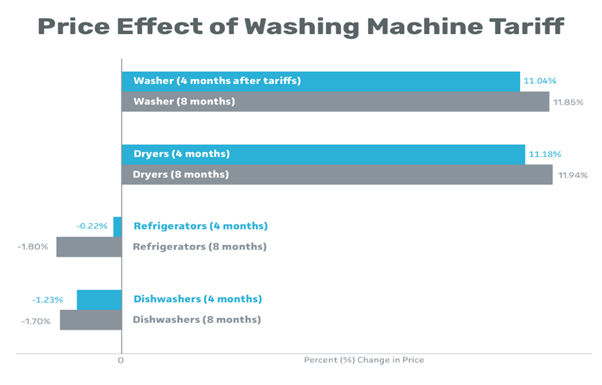 Price Effect of Washing Machine Tariff
Washer (4 months after tariffs) 11.04%
Washer (8 months) 11.85%
Dryers (4 months) 11.18%
Dryers (8 months) 11.94%
-0.22% Refrigerators (4 months)
-1.80% Refrigerators (8 months)
-1.23% Dishwashers (4 months)
-1.70% Dishwashers (8 months)
0 Percent (%) Change in Price